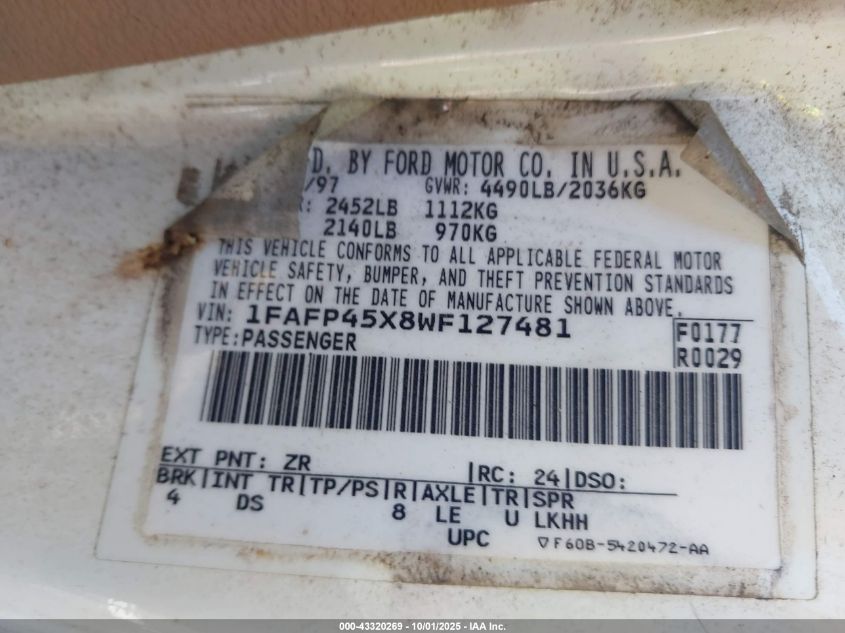 D. BY FORD MOTOR CO. IN U.S.A.
/97 GVWR: 4490LB/2036KG
: 2452LB 1112KG
2140LB 970KG
THIS VEHICLE CONFORMS TO ALL APPLICABLE FEDERAL MOTOR
VEHICLE SAFETY, BUMPER, AND THEFT PREVENTION STANDARDS
IN EFFECT ON THE DATE OF MANUFACTURE SHOWN ABOVE.
VIN: 1FAFP45X8WF127481 F0177
TYPE:PASSENGER R0029
EXT PNT: ZR |RC: 24|DSO:
BRK|INT TR|TP/PS|R|AXLE|TR|SPR
4 DS 8 LE U LKHH
UPC ▽F60B-5420472-AA
000-43320269 - 10/01/2025 - IAA Inc.